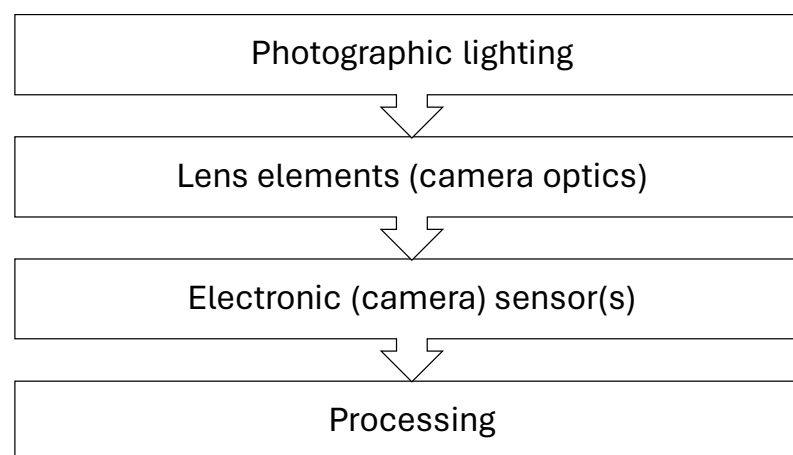 Photographic lighting
Lens elements (camera optics)
Electronic (camera) sensor(s)
Processing